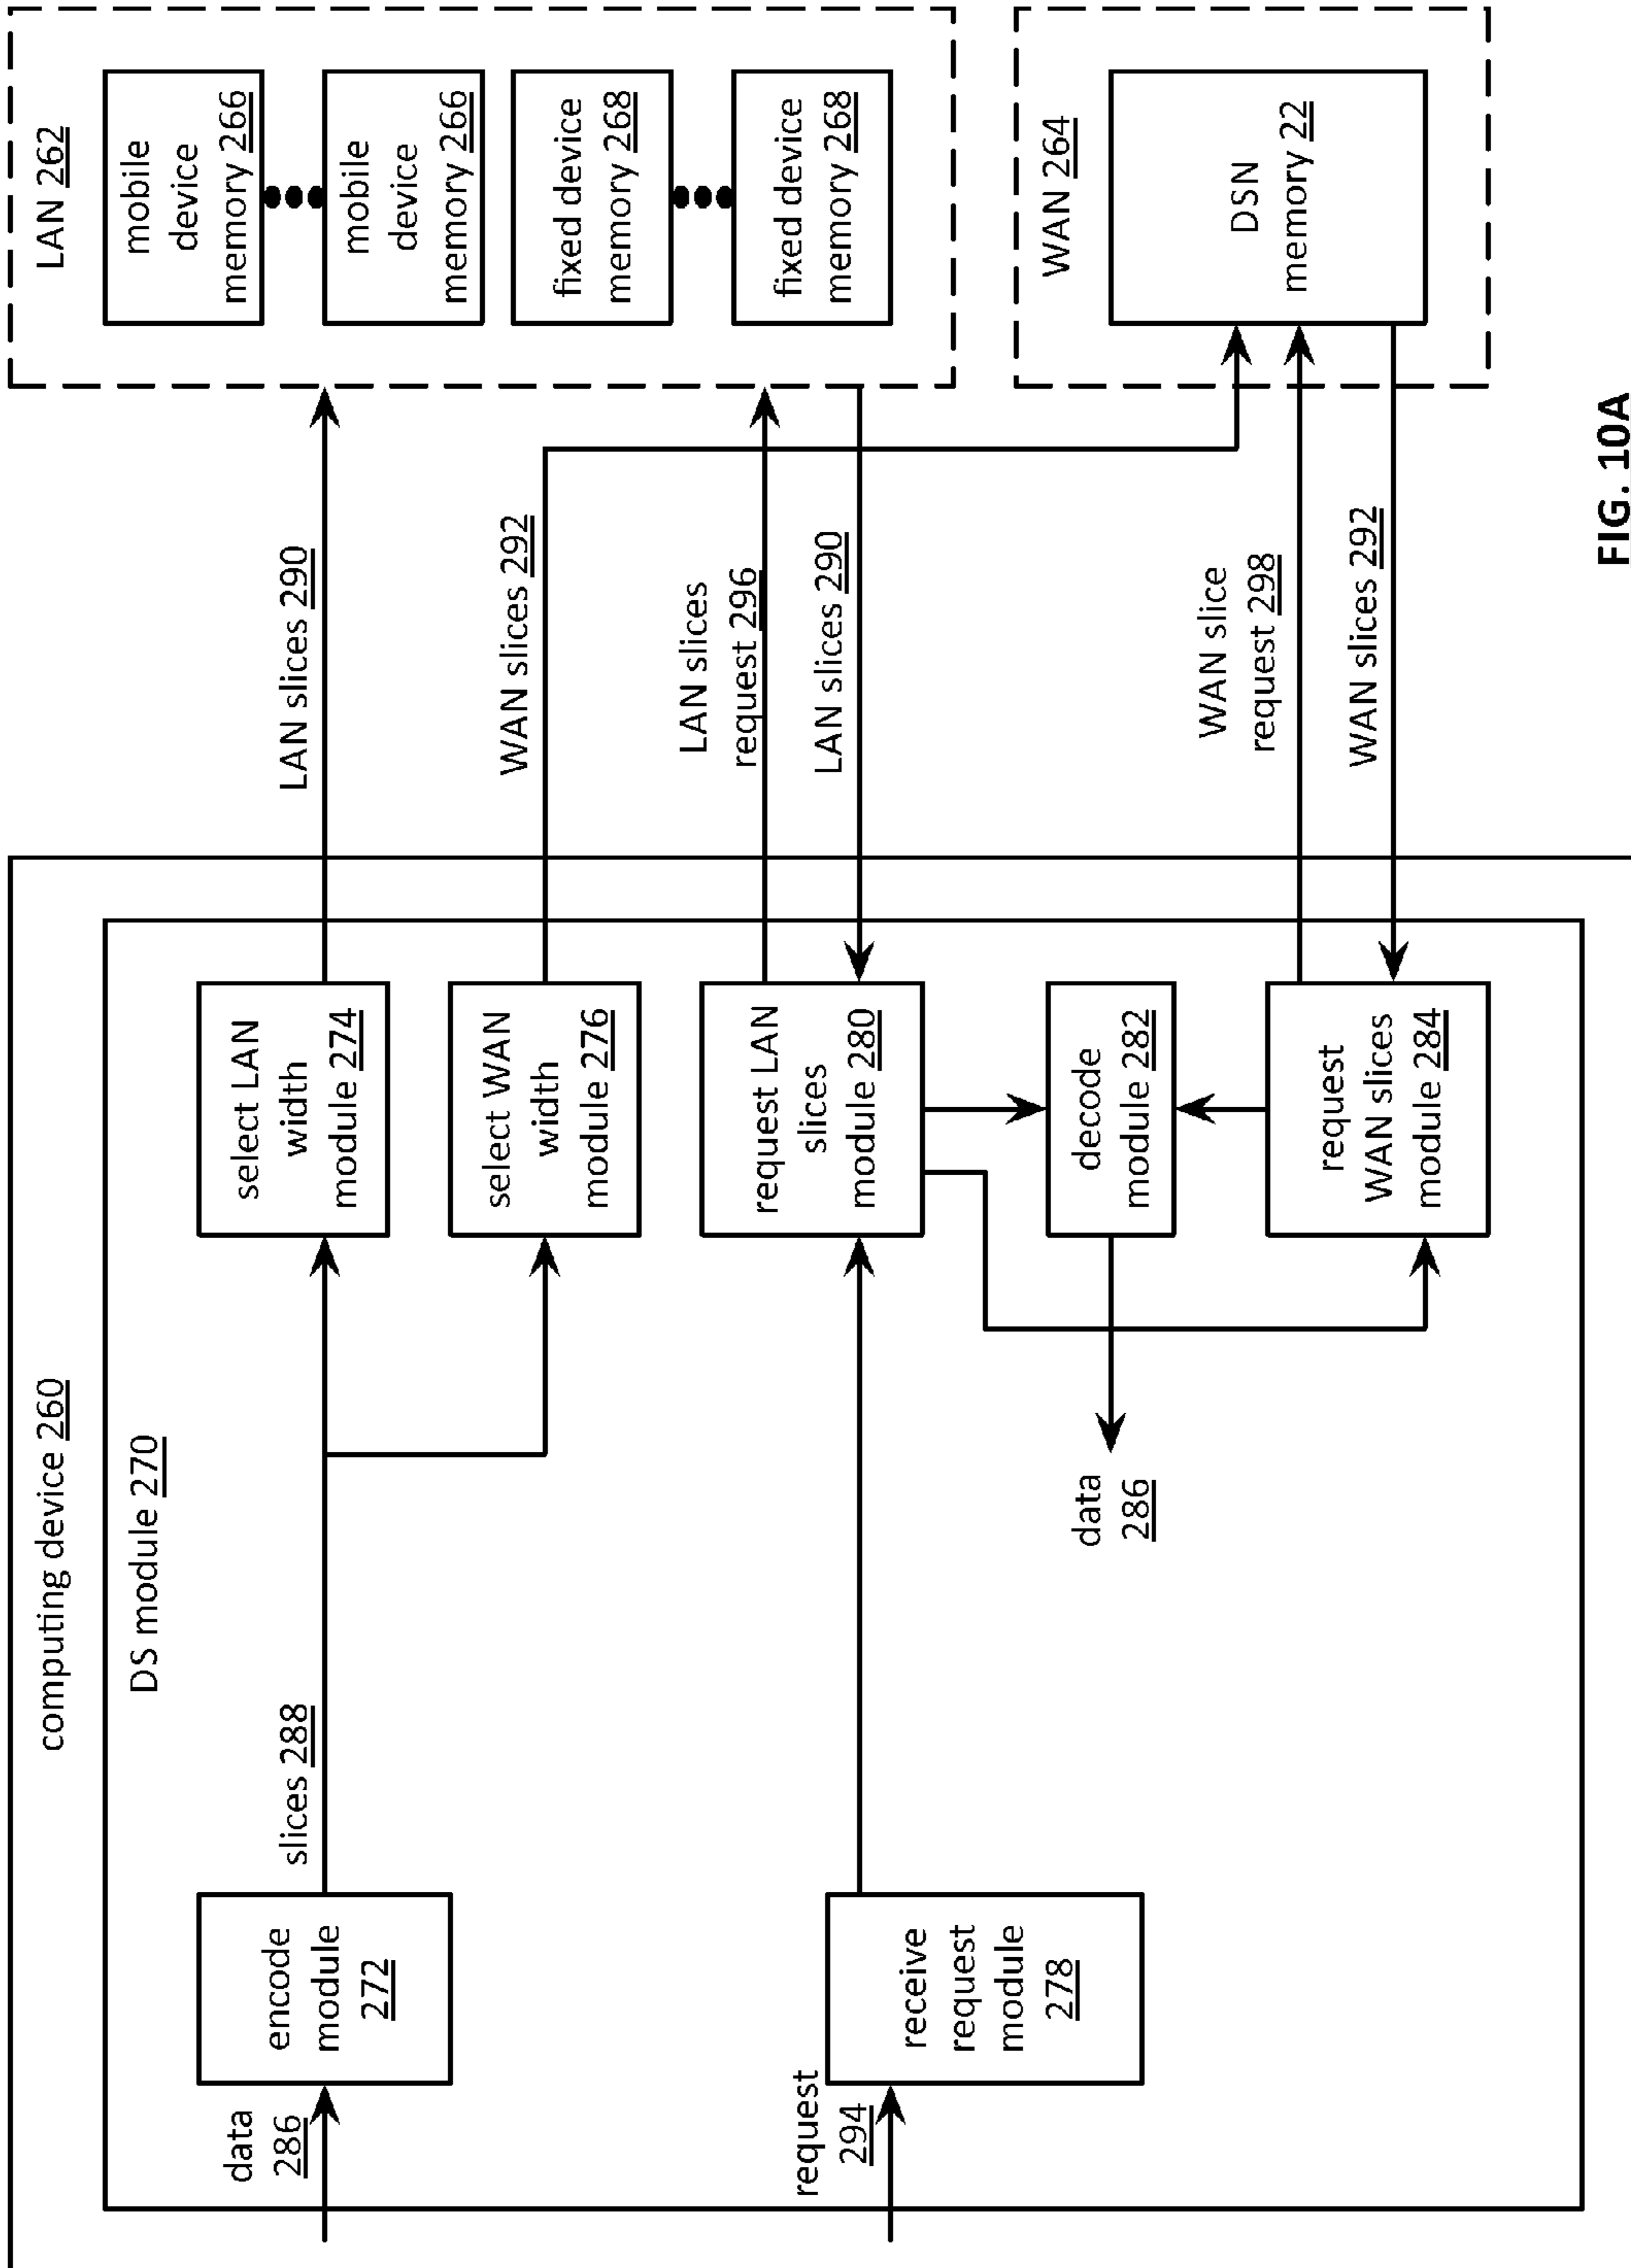 computing device 260
DS module 270
data
286
encode
module
272
slices 288
select LAN
width
module 274
LAN slices 290
select WAN
width
module 276
WAN slices 292
request
294
receive
request
module
278
request LAN
slices
module 280
LAN slices
request 296
LAN slices 290
decode
module 282
data
286
request
WAN slices
module 284
WAN slice
request 298
WAN slices 292
LAN 262
mobile
device
memory 266
mobile
device
memory 266
fixed device
memory 268
fixed device
memory 268
WAN 264
DSN
memory 22
FIG. 10A